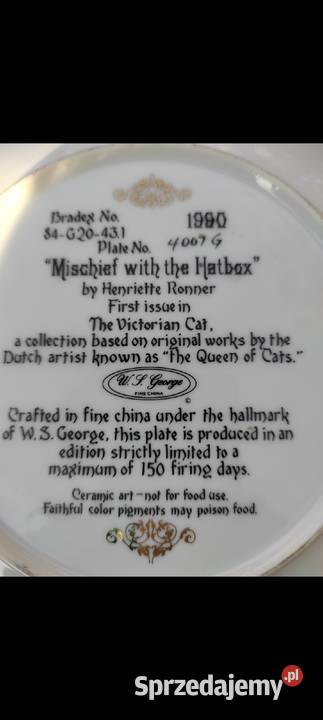 Bradex No.
1990
84-G20-43.1
Plate No. 4007 G
"Mischief with the Hatbox"
by Henriette Ronner
First issue in
The Victorian Cat,
a collection based on original works by the
Dutch artist known as "The Queen of Cats."
W. S. George
FINE CHINA
©
Crafted in fine china under the hallmark
of W. S. George, this plate is produced in an
edition strictly limited to a
maximum of 150 firing days.
Ceramic art—not for food use.
Faithful color pigments may poison food.
Sprzedajemy.pl